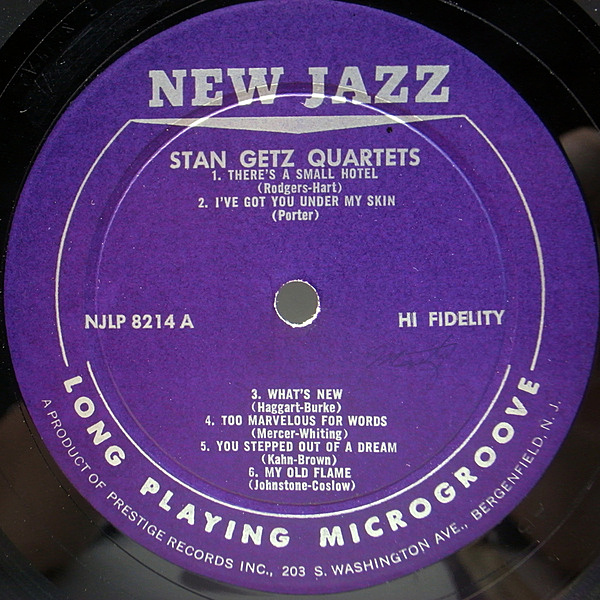 NEW JAZZ
STAN GETZ QUARTETS
1. THERE'S A SMALL HOTEL
(Rodgers-Hart)
2. I'VE GOT YOU UNDER MY SKIN
(Porter)
NJLP 8214 A
HI FIDELITY
3. WHAT'S NEW
(Haggart-Burke)
4. TOO MARVELOUS FOR WORDS
(Mercer-Whiting)
5. YOU STEPPED OUT OF A DREAM
(Kahn-Brown)
6. MY OLD FLAME
(Johnstone-Coslow)
LONG PLAYING MICROGROOVE
A PRODUCT OF PRESTIGE RECORDS INC., 203 S. WASHINGTON AVE., BERGENFIELD, N. J.